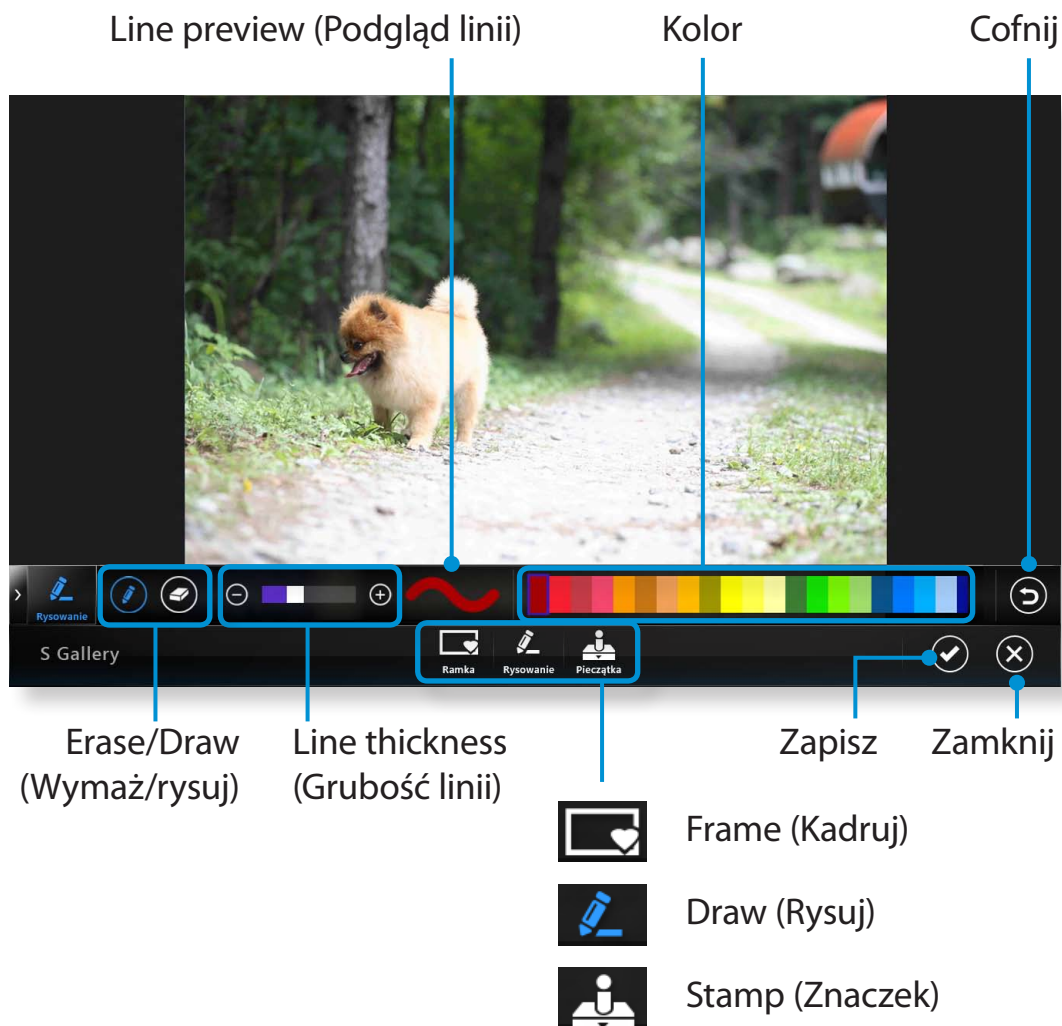 Line preview (Podgląd linii)
Kolor
Cofnij
Rysowanie
S Gallery
Ramka
Rysowanie
Pieczątka
Erase/Draw
(Wymaż/rysuj)
Line thickness
(Grubość linii)
Zapisz
Zamknij
Frame (Kadruj)
Draw (Rysuj)
Stamp (Znaczek)